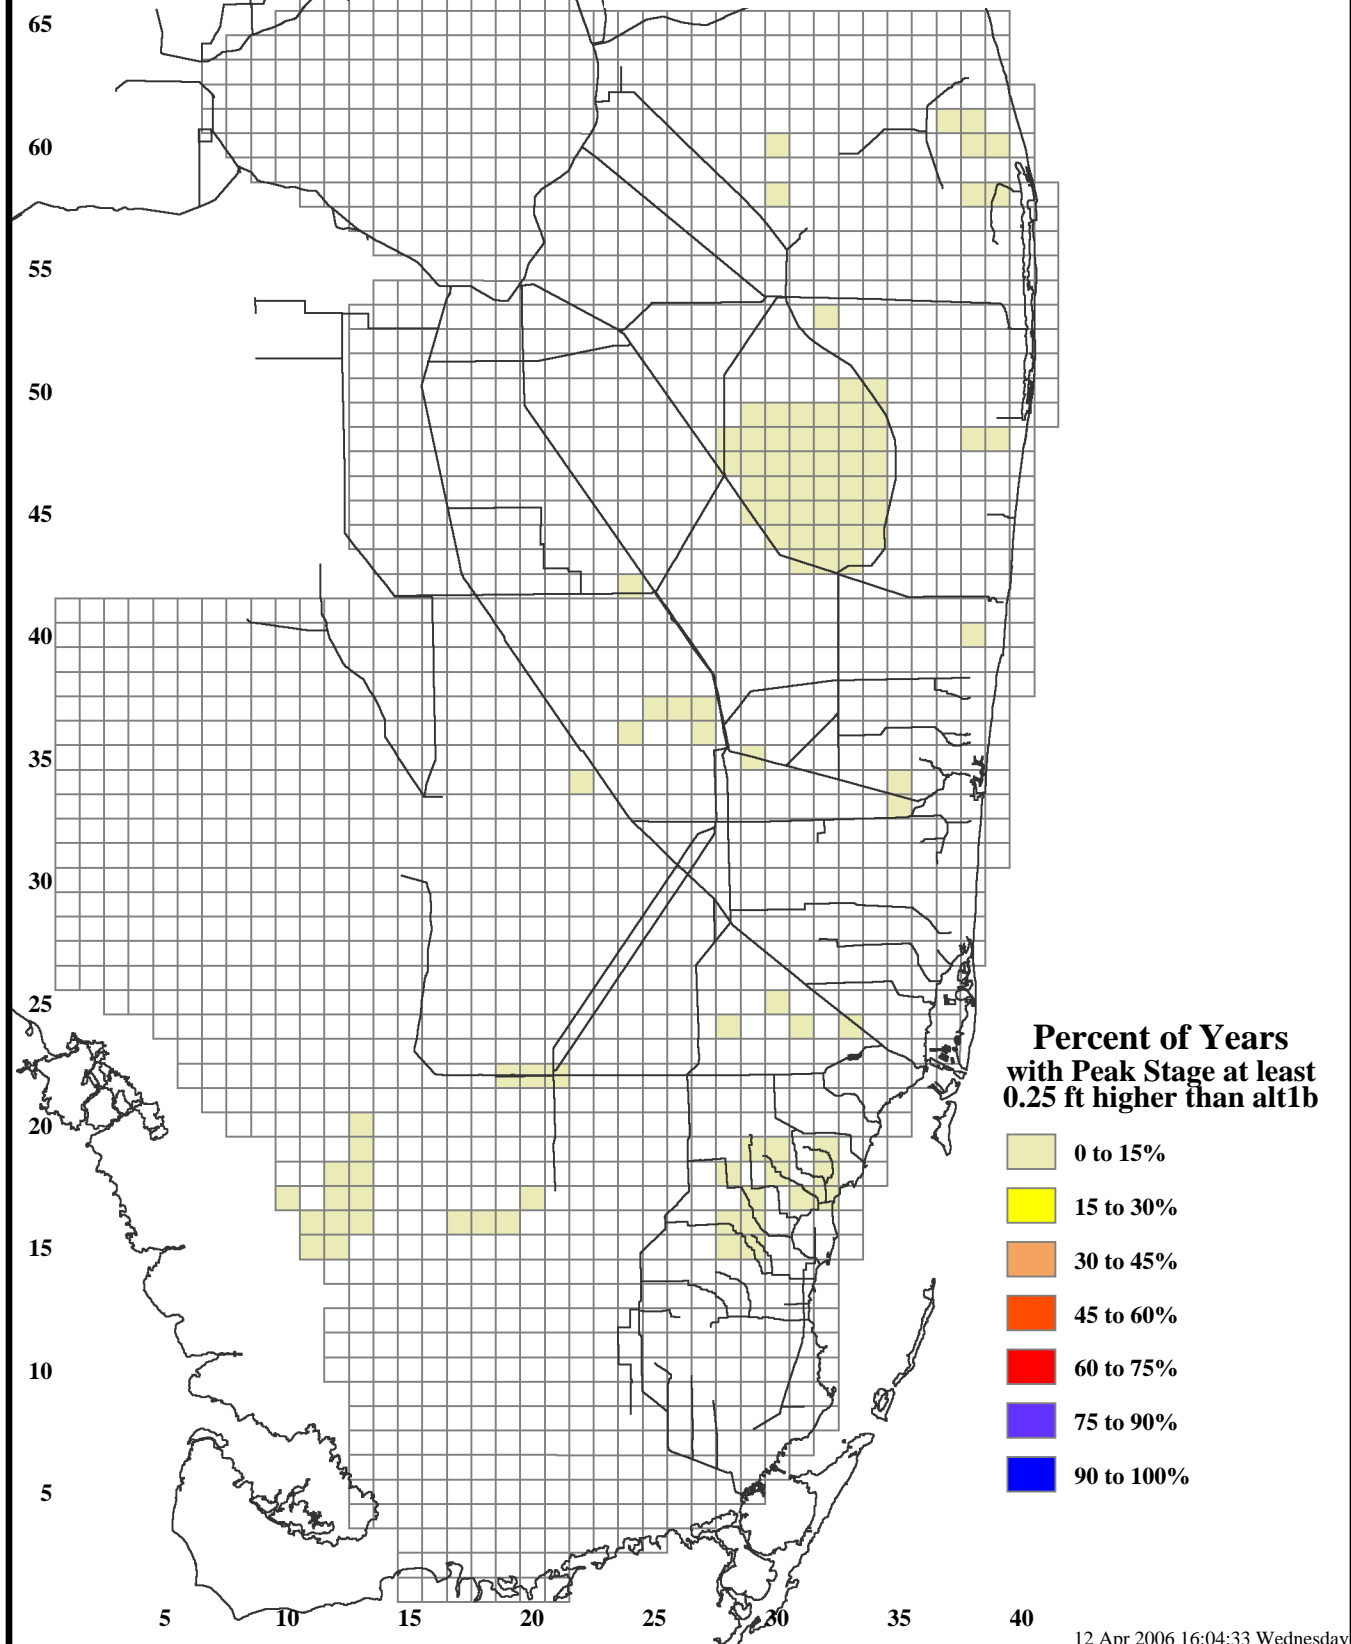 65
60
55
50
45
40
35
30
25
20
15
10
5
5 10 15 20 25 30 35 40
Percent of Years
with Peak Stage at least
0.25 ft higher than alt1b
0 to 15%
15 to 30%
30 to 45%
45 to 60%
60 to 75%
75 to 90%
90 to 100%
12 Apr 2006 16:04:33 Wednesday